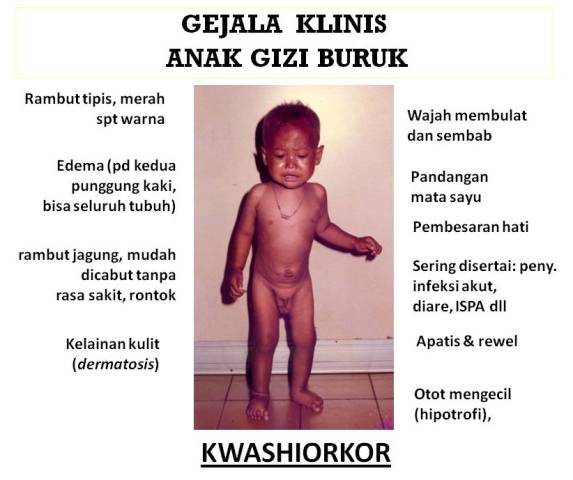 GEJALA KLINIS
ANAK GIZI BURUK
Rambut tipis, merah
spt warna
Edema (pd kedua
punggung kaki,
bisa seluruh tubuh)
rambut jagung, mudah
dicabut tanpa
rasa sakit, rontok
Kelainan kulit
(dermatosis)
Wajah membulat
dan sembab
Pandangan
mata sayu
Pembesaran hati
Sering disertai: peny.
infeksi akut,
diare, ISPA dll
Apatis & rewel
Otot mengecil
(hipotrofi),
KWASHIORKOR